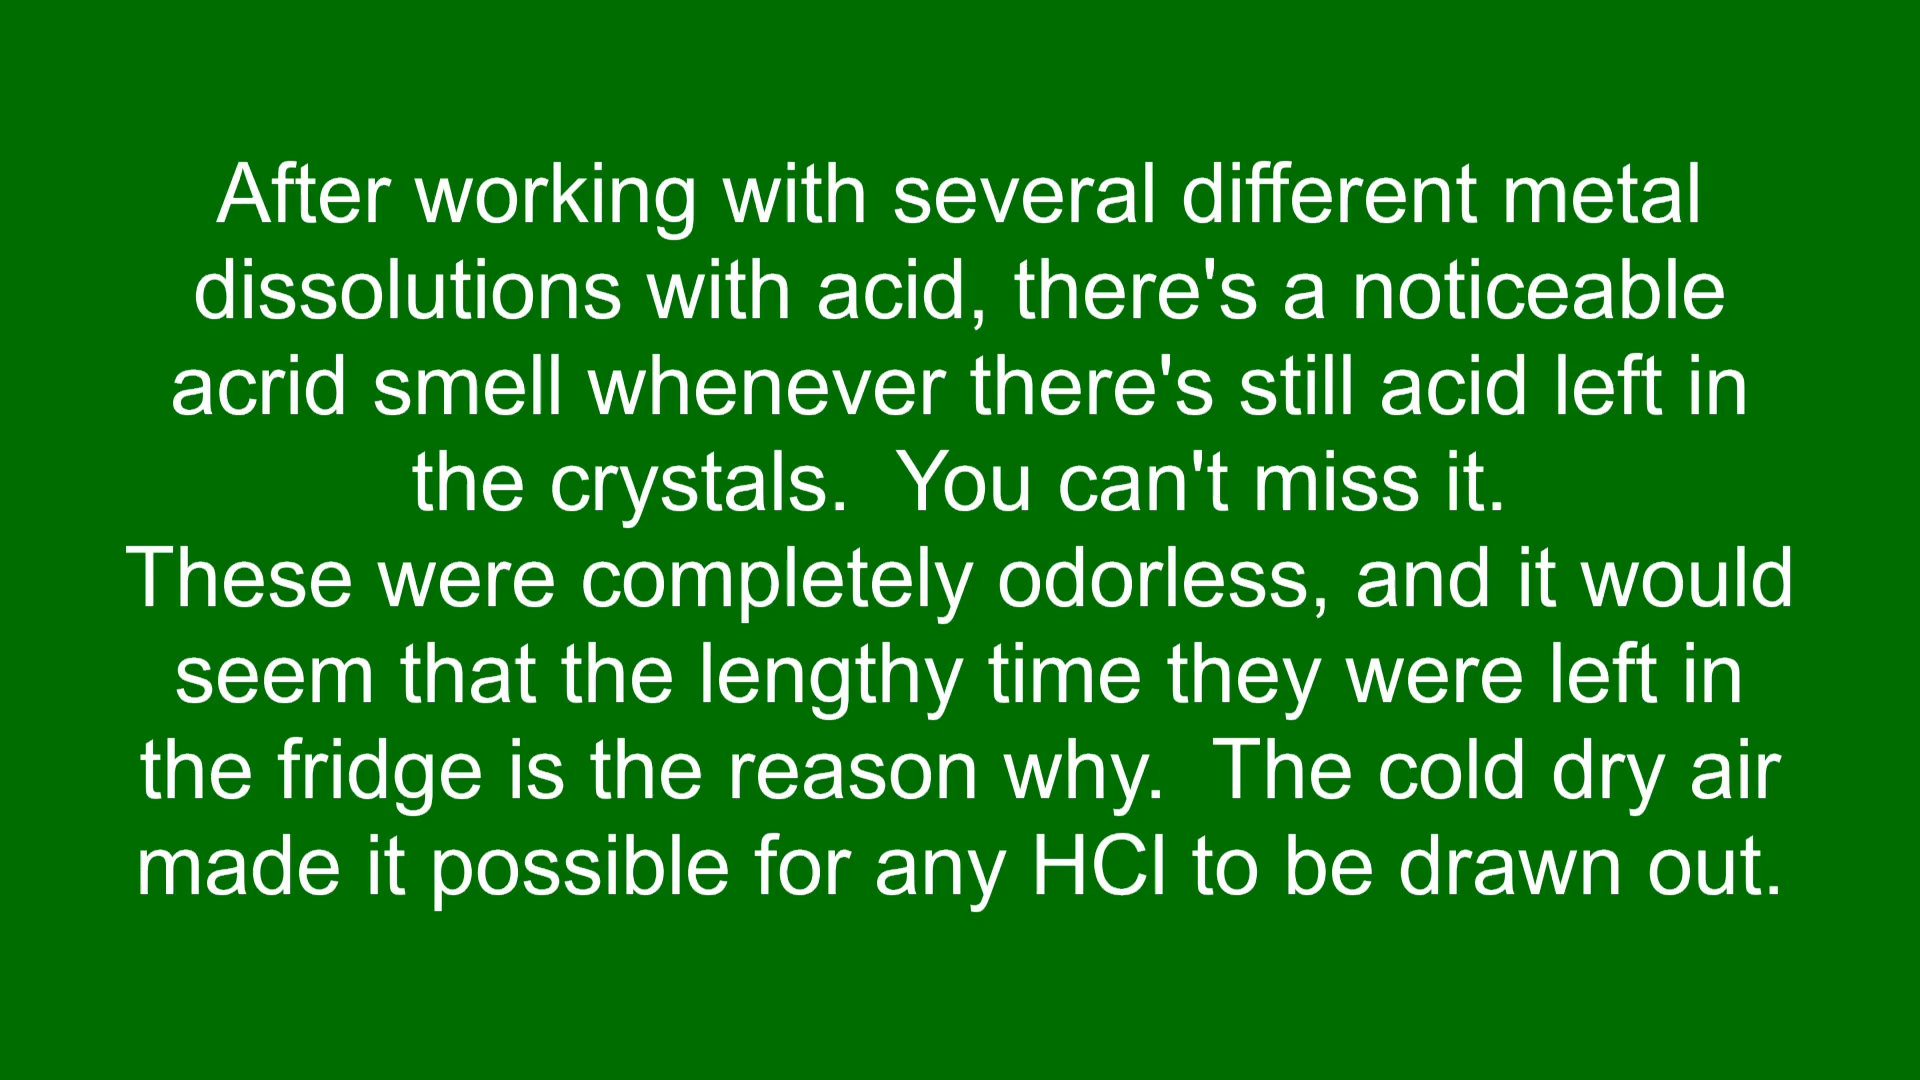 After working with several different metal
dissolutions with acid, there's a noticeable
acrid smell whenever there's still acid left in
the crystals.  You can't miss it.
These were completely odorless, and it would
seem that the lengthy time they were left in
the fridge is the reason why.  The cold dry air
made it possible for any HCl to be drawn out.